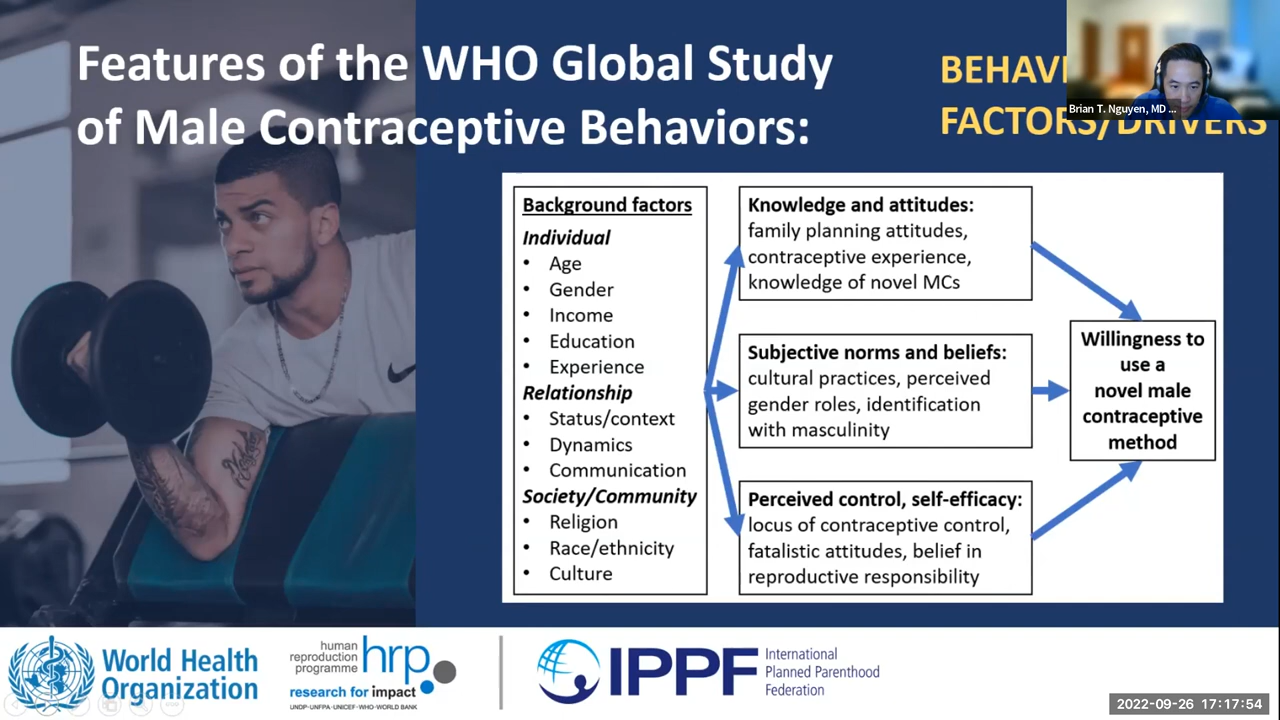 Features of the WHO Global Study
of Male Contraceptive Behaviors:
FACTORS/DRIVERS
Brian T. Nguyen, MD ...
Background factors
Individual
• Age
• Gender
• Income
• Education
• Experience
Relationship
• Status/context
• Dynamics
• Communication
Society/Community
• Religion
• Race/ethnicity
• Culture
Knowledge and attitudes:
family planning attitudes,
contraceptive experience,
knowledge of novel MCs
Subjective norms and beliefs:
cultural practices, perceived
gender roles, identification
with masculinity
Perceived control, self-efficacy:
locus of contraceptive control,
fatalistic attitudes, belief in
reproductive responsibility
Willingness to
use a
novel male
contraceptive
method
World Health
Organization
human
reproduction
programme
hrp.
research for impact
UNDP·UNFPA·UNICEF·WHO·WORLD BANK
IPPF
International
Planned Parenthood
Federation
2022-09-26 17:17:54